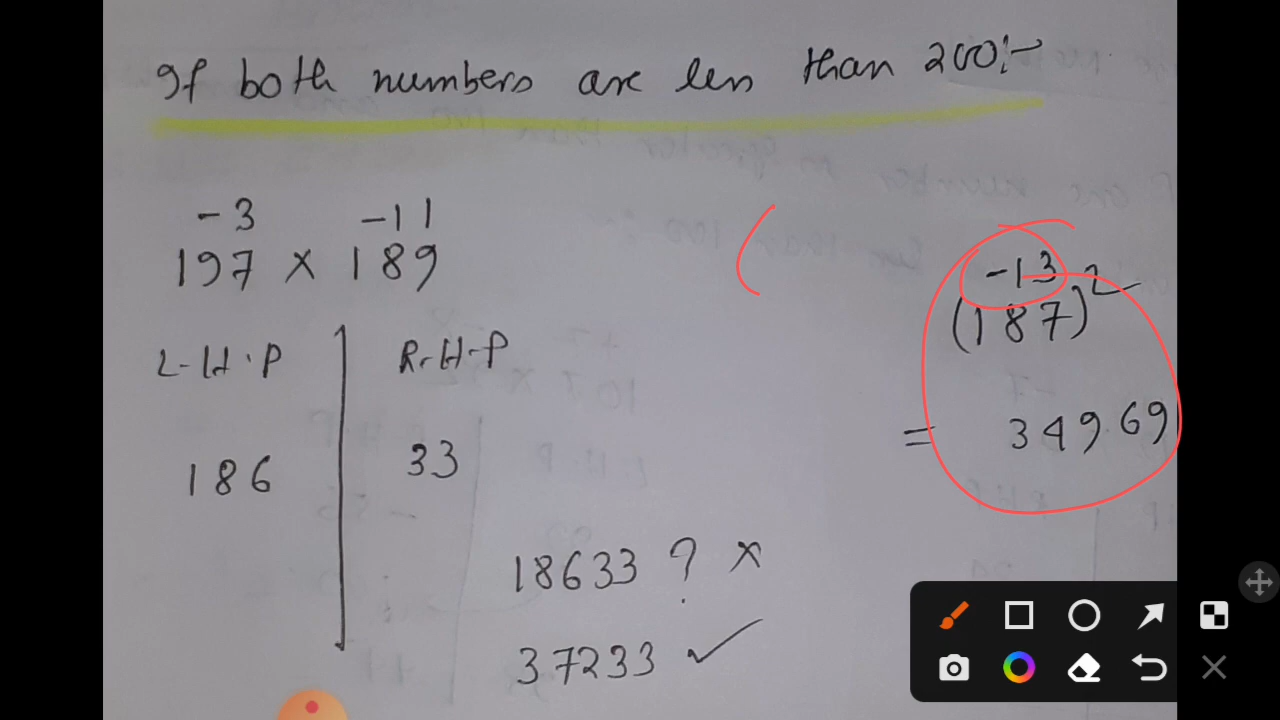 If both numbers are less than 200:-
-3 -11
197 × 189
L-H.P R-H-P
186 33
18633 ? ×
37233 ✓
-13
(187)2
= 34969